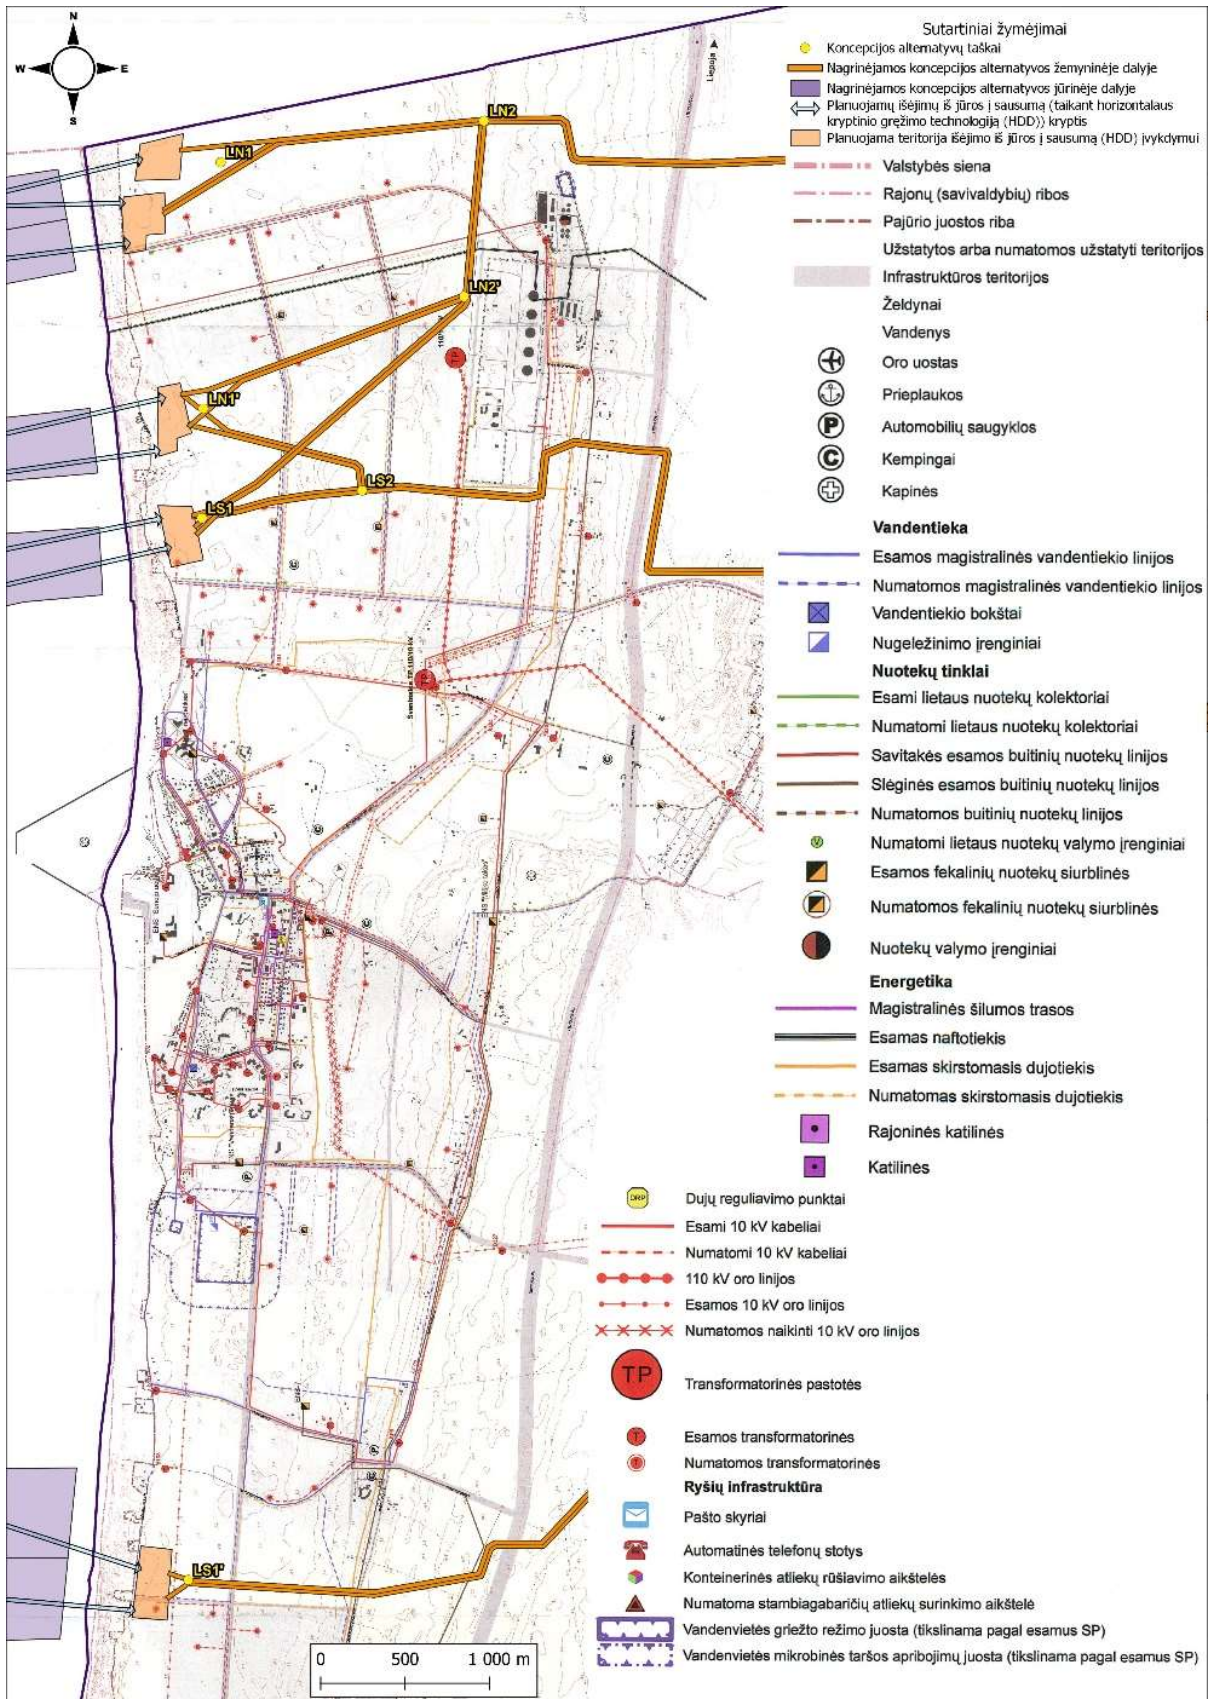 N
W
E
S
Liepoja
Sutartiniai žymėjimai
Koncepcijos alternatyvų taškai
Nagrinėjamos koncepcijos alternatyvos žemyninėje dalyje
Nagrinėjamos koncepcijos alternatyvos jūrinėje dalyje
Planuojamų išėjimų iš jūros į sausumą (taikant horizontalaus
kryptinio gręžimo technologiją (HDD)) kryptis
Planuojama teritorija išėjimo iš jūros į sausumą (HDD) įvykdymui
Valstybės siena
Rajonų (savivaldybių) ribos
Pajūrio juostos riba
Užstatytos arba numatomos užstatyti teritorijos
Infrastruktūros teritorijos
Želdynai
Vandenys
Oro uostas
Prieplaukos
P
Automobilių saugyklos
C
Kempingai
Kapinės
Vandentieka
Esamos magistralinės vandentiekio linijos
Numatomos magistralinės vandentiekio linijos
Vandentiekio bokštai
Nugeležinimo įrenginiai
Nuotekų tinklai
Esami lietaus nuotekų kolektoriai
Numatomi lietaus nuotekų kolektoriai
Savitakės esamos buitinių nuotekų linijos
Slėginės esamos buitinių nuotekų linijos
Numatomos buitinių nuotekų linijos
V
Numatomi lietaus nuotekų valymo įrenginiai
Esamos fekalinių nuotekų siurblinės
Numatomos fekalinių nuotekų siurblinės
Nuotekų valymo įrenginiai
Energetika
Magistralinės šilumos trasos
Esamas naftotiekis
Esamas skirstomasis dujotiekis
Numatomas skirstomasis dujotiekis
Rajoninės katilinės
Katilinės
DRP
Dujų reguliavimo punktai
Esami 10 kV kabeliai
Numatomi 10 kV kabeliai
110 kV oro linijos
Esamos 10 kV oro linijos
Numatomos naikinti 10 kV oro linijos
TP
Transformatorinės pastotės
T
Esamos transformatorinės
T
Numatomos transformatorinės
Ryšių infrastruktūra
Pašto skyriai
Automatinės telefonų stotys
Konteinerinės atliekų rūšiavimo aikštelės
Numatoma stambiagabaričių atliekų surinkimo aikštelė
Vandenvietės griežto režimo juosta (tikslinama pagal esamus SP)
Vandenvietės mikrobinės taršos apribojimų juosta (tikslinama pagal esamus SP)
LN2
LN1
LN2'
TP
LN1'
LS2
LS1
TP
LS1'
0 500 1 000 m